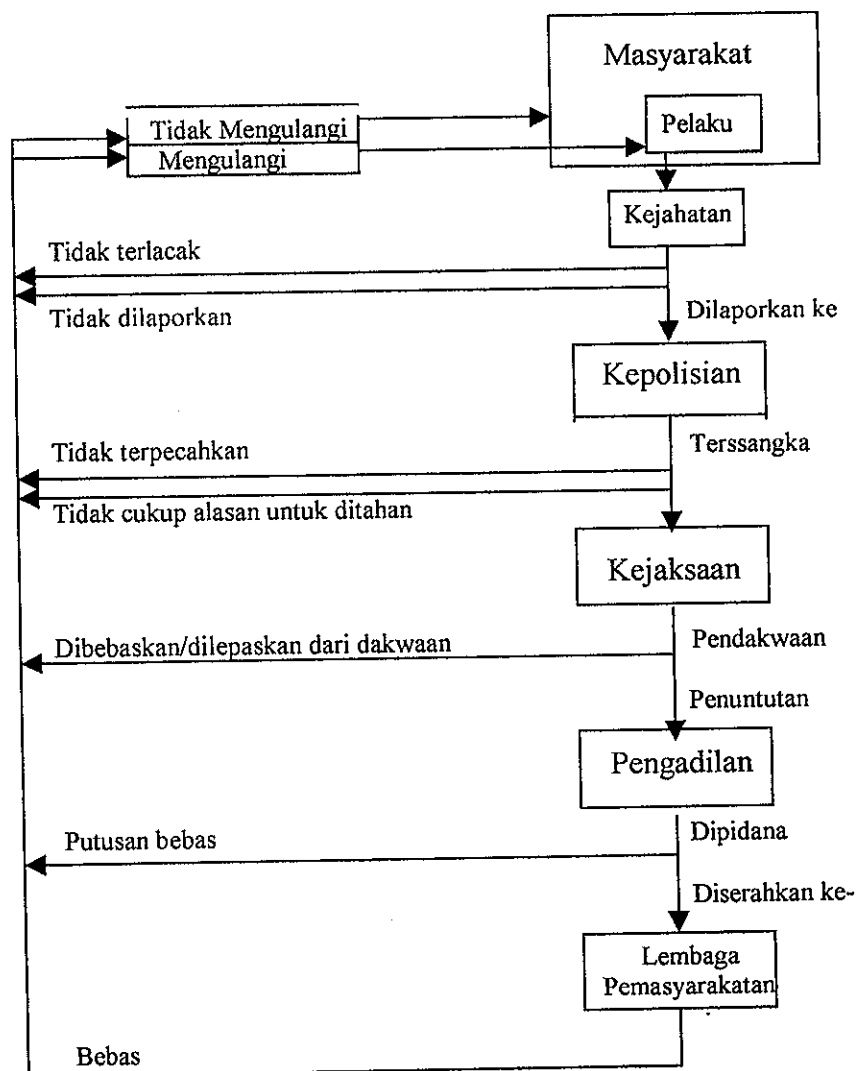 Masyarakat
Tidak Mengulangi
Pelaku
Mengulangi
Kejahatan
Tidak terlacak
Tidak dilaporkan
Dilaporkan ke
Kepolisian
Tidak terpecahkan
Terssangka
Tidak cukup alasan untuk ditahan
Kejaksaan
Dibebaskan/dilepaskan dari dakwaan
Pendakwaan
Penuntutan
Pengadilan
Putusan bebas
Dipidana
Diserahkan ke-
Lembaga
Pemasyarakatan
Bebas